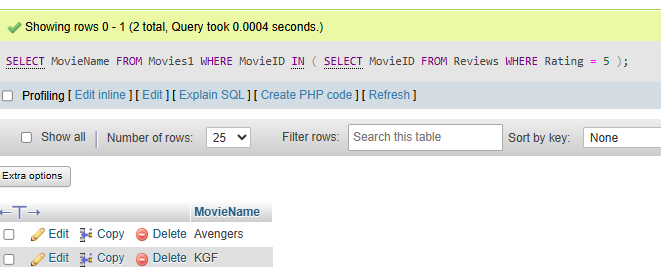 Showing rows 0 - 1 (2 total, Query took 0.0004 seconds.)
SELECT MovieName FROM Movies1 WHERE MovieID IN ( SELECT MovieID FROM Reviews WHERE Rating = 5 );
Profiling [ Edit inline ] [ Edit ] [ Explain SQL ] [ Create PHP code ] [ Refresh ]
Show all Number of rows: 25 Filter rows: Search this table Sort by key: None
Extra options
←T→ MovieName
Edit Copy Delete Avengers
Edit Copy Delete KGF